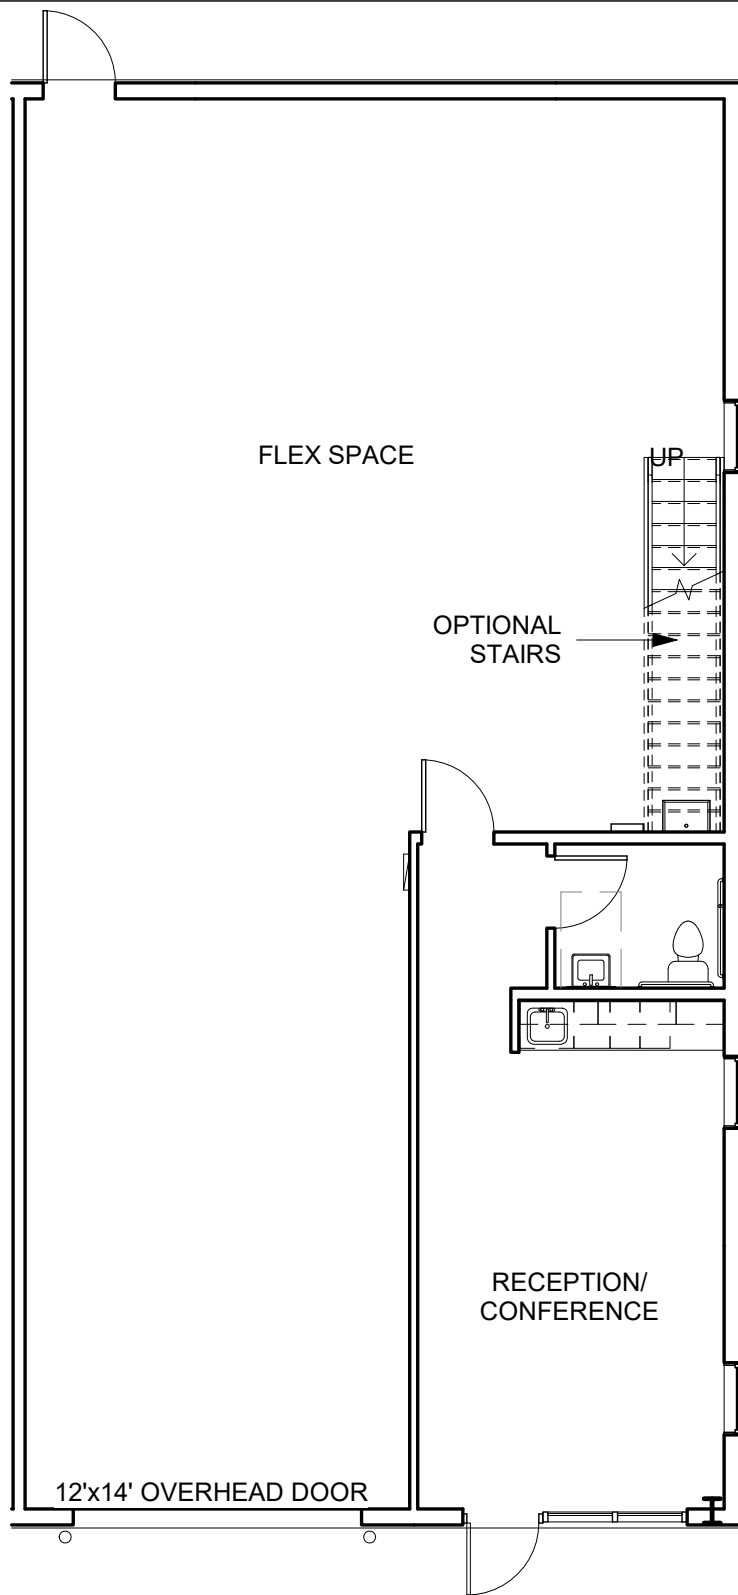 FLEX SPACE
UP
OPTIONAL
STAIRS
RECEPTION/
CONFERENCE
12'x14' OVERHEAD DOOR